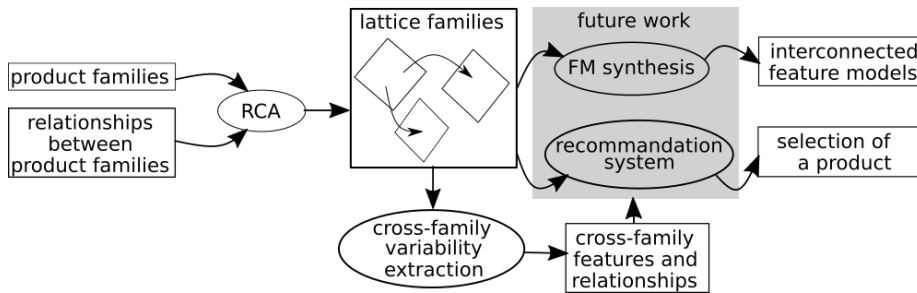 product families
relationships
between
product families
RCA
lattice families
future work
FM synthesis
recommandation
system
interconnected
feature models
selection of
a product
cross-family
variability
extraction
cross-family
features and
relationships